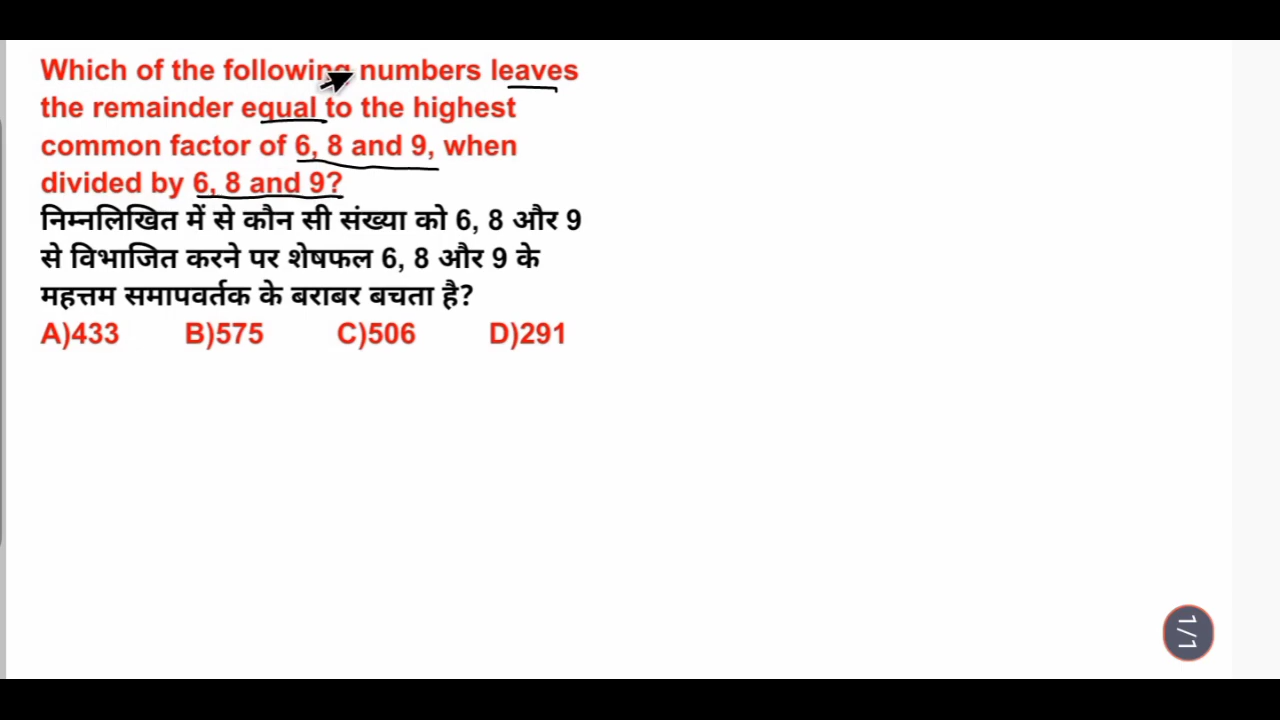 Which of the following numbers leaves
the remainder equal to the highest
common factor of 6, 8 and 9, when
divided by 6, 8 and 9?
निम्नलिखित में से कौन सी संख्या को 6, 8 और 9
से विभाजित करने पर शेषफल 6, 8 और 9 के
महत्तम समापवर्तक के बराबर बचता है?
A)433 B)575 C)506 D)291
1/1